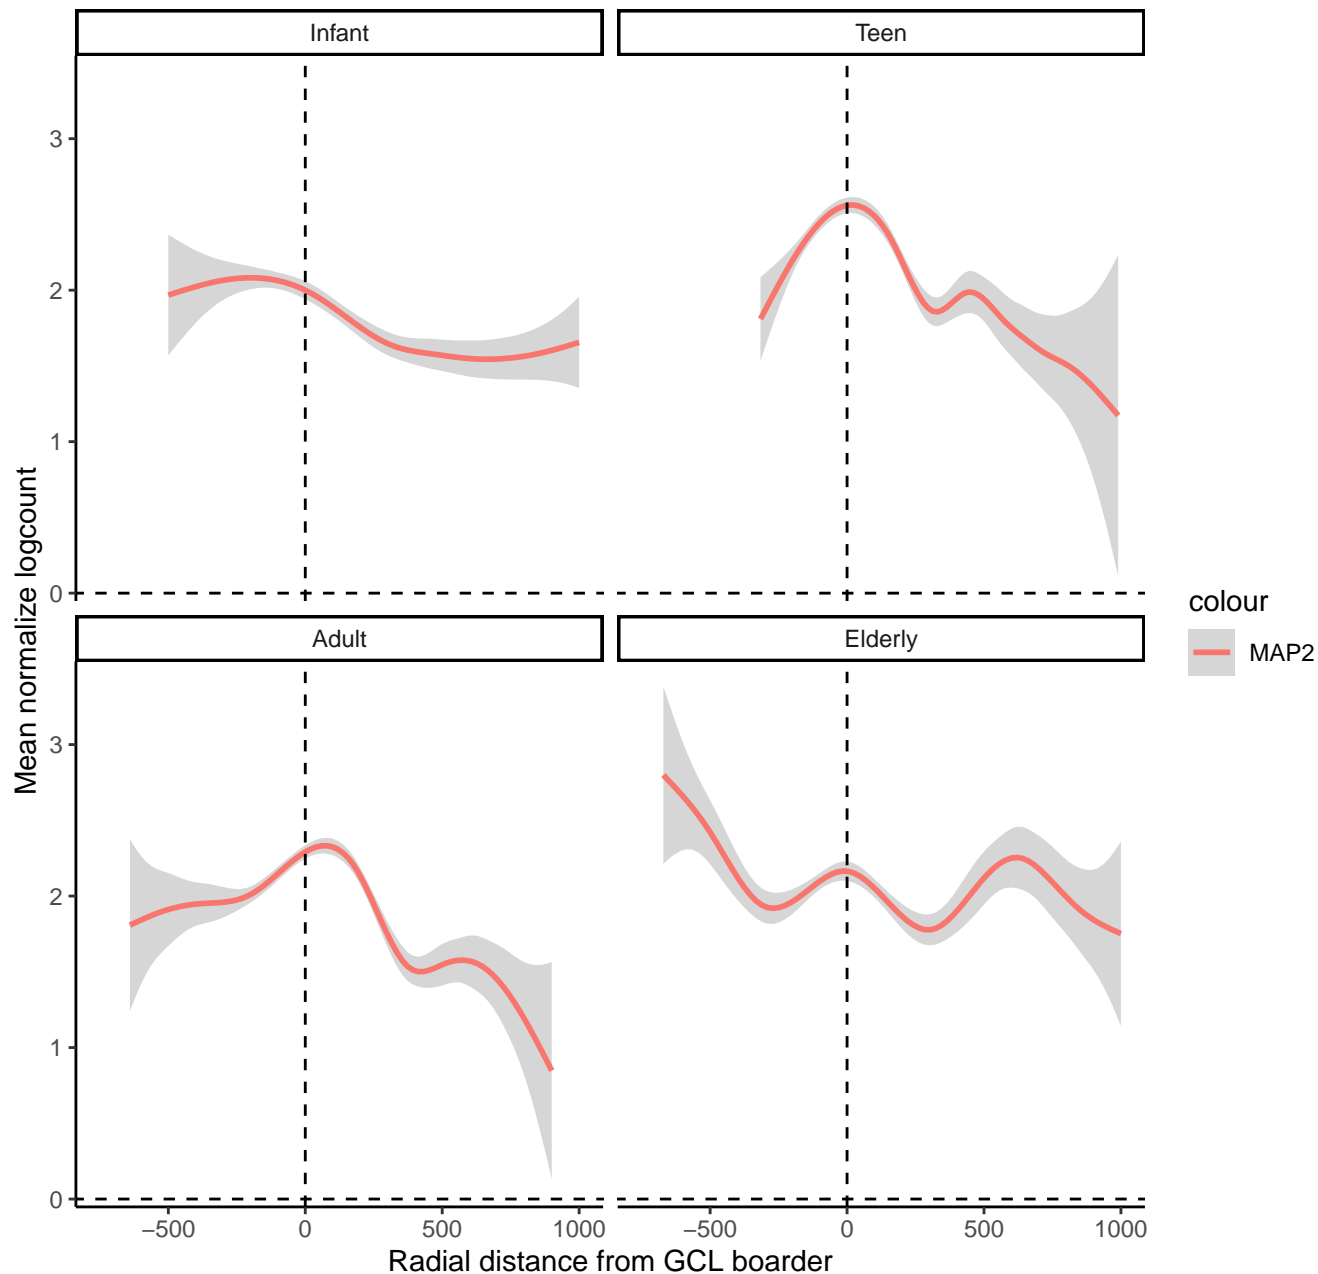 Infant
Teen
3
2
1
0
Mean normalize logcount
Adult
Elderly
3
2
1
0
−500
0
500
1000
−500
0
500
1000
Radial distance from GCL boarder
colour
MAP2